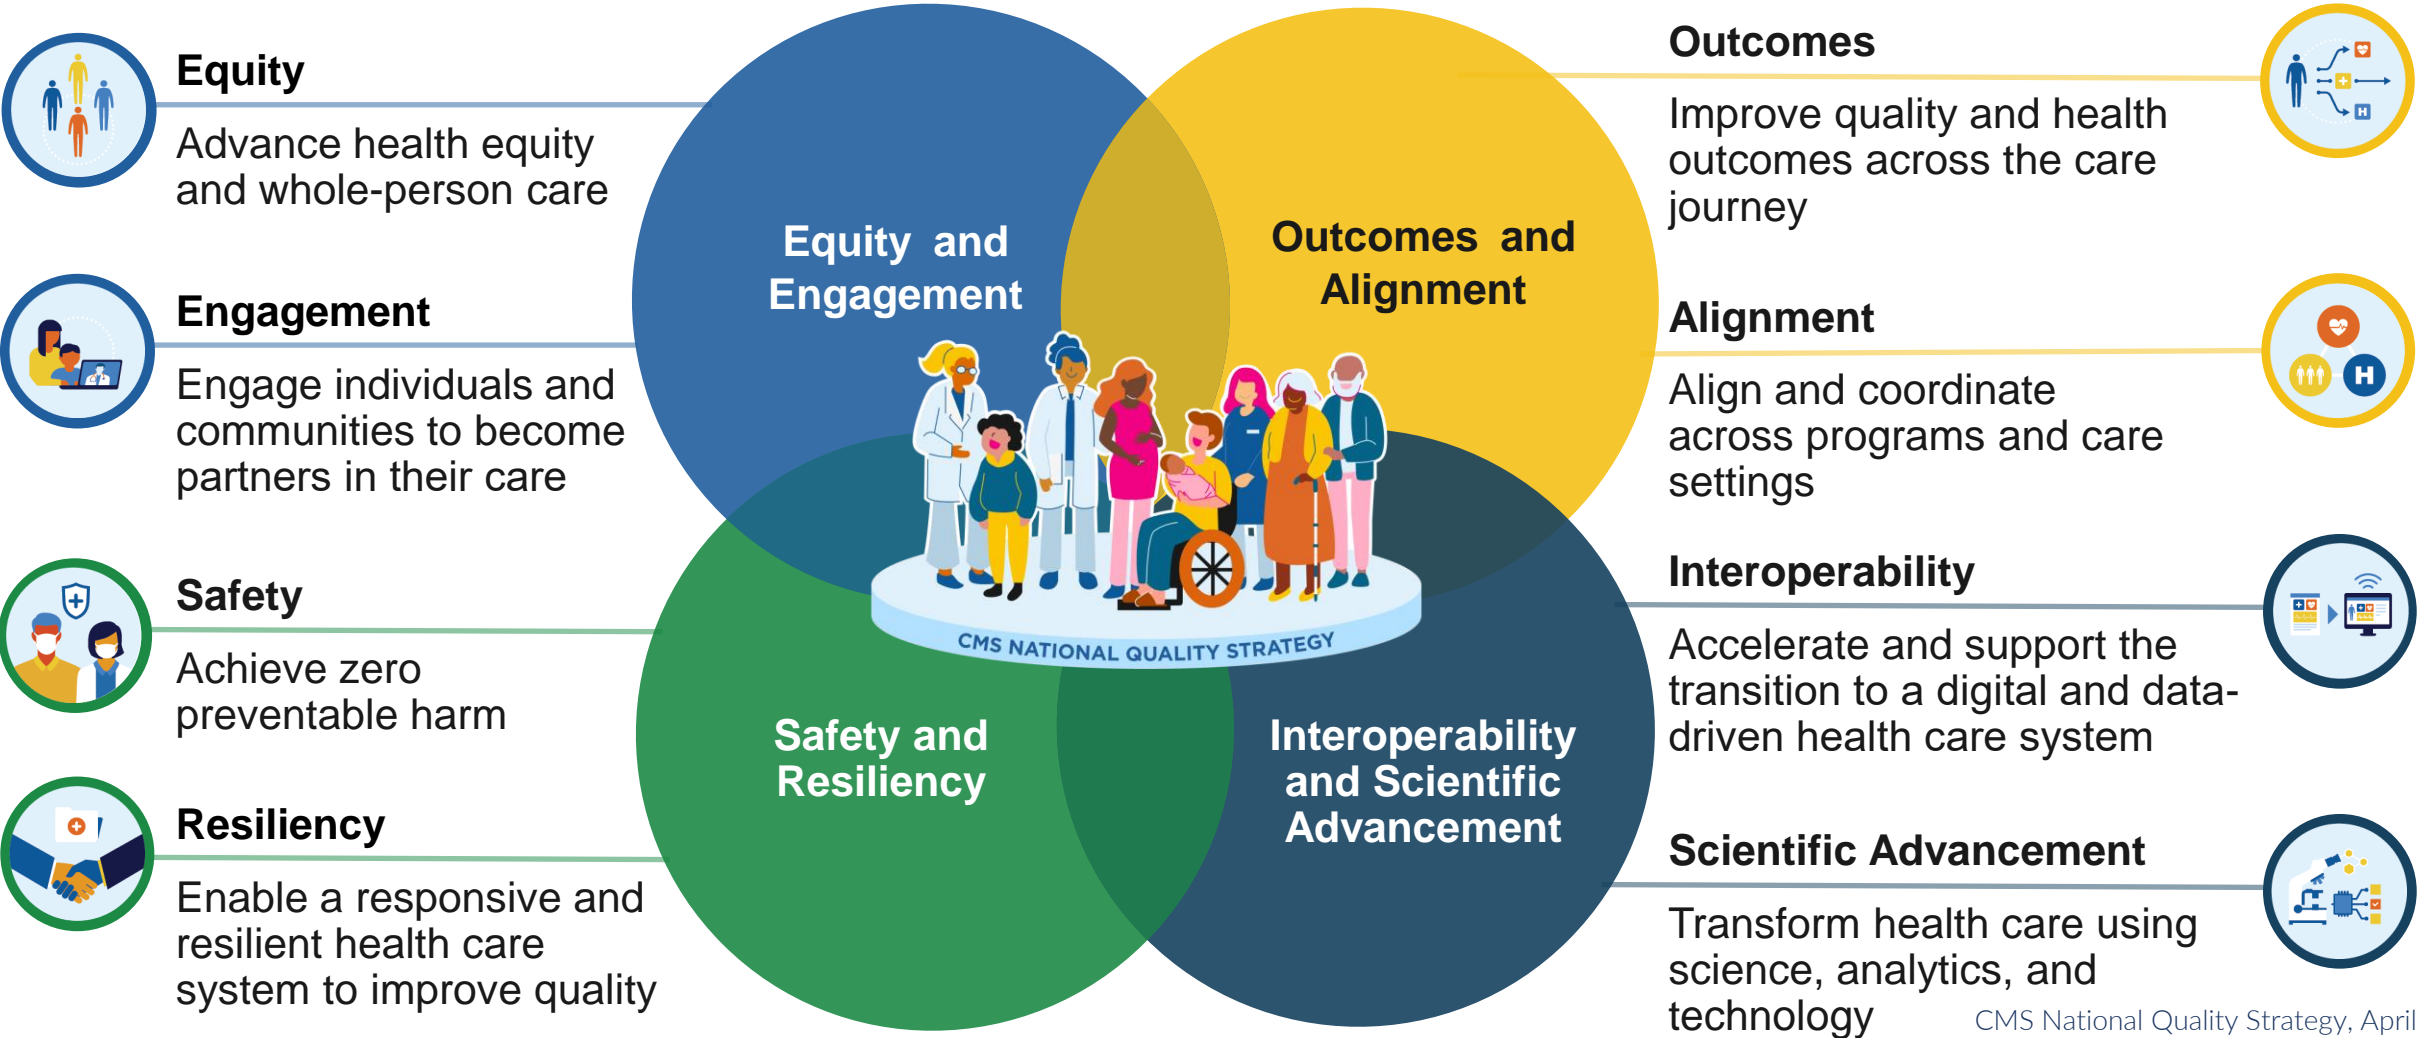 Equity
Advance health equity
and whole-person care
Engagement
Engage individuals and
communities to become
partners in their care
Safety
Achieve zero
preventable harm
Resiliency
Enable a responsive and
resilient health care
system to improve quality
Equity and
Engagement
Outcomes and
Alignment
CMS NATIONAL QUALITY STRATEGY
Safety and
Resiliency
Interoperability
and Scientific
Advancement
Outcomes
Improve quality and health
outcomes across the care
journey
H
Alignment
Align and coordinate
across programs and care
settings
H
Interoperability
Accelerate and support the
transition to a digital and data-
driven health care system
Scientific Advancement
Transform health care using
science, analytics, and
technology
CMS National Quality Strategy, April